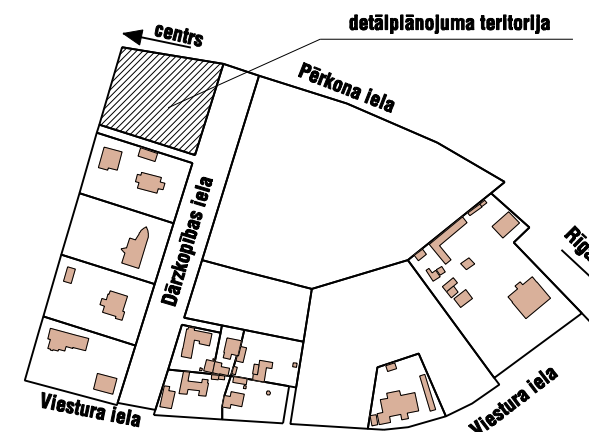 detālplānojuma teritorija
centrs
Pērkona iela
Dārzkopības iela
Viestura iela
Viestura iela